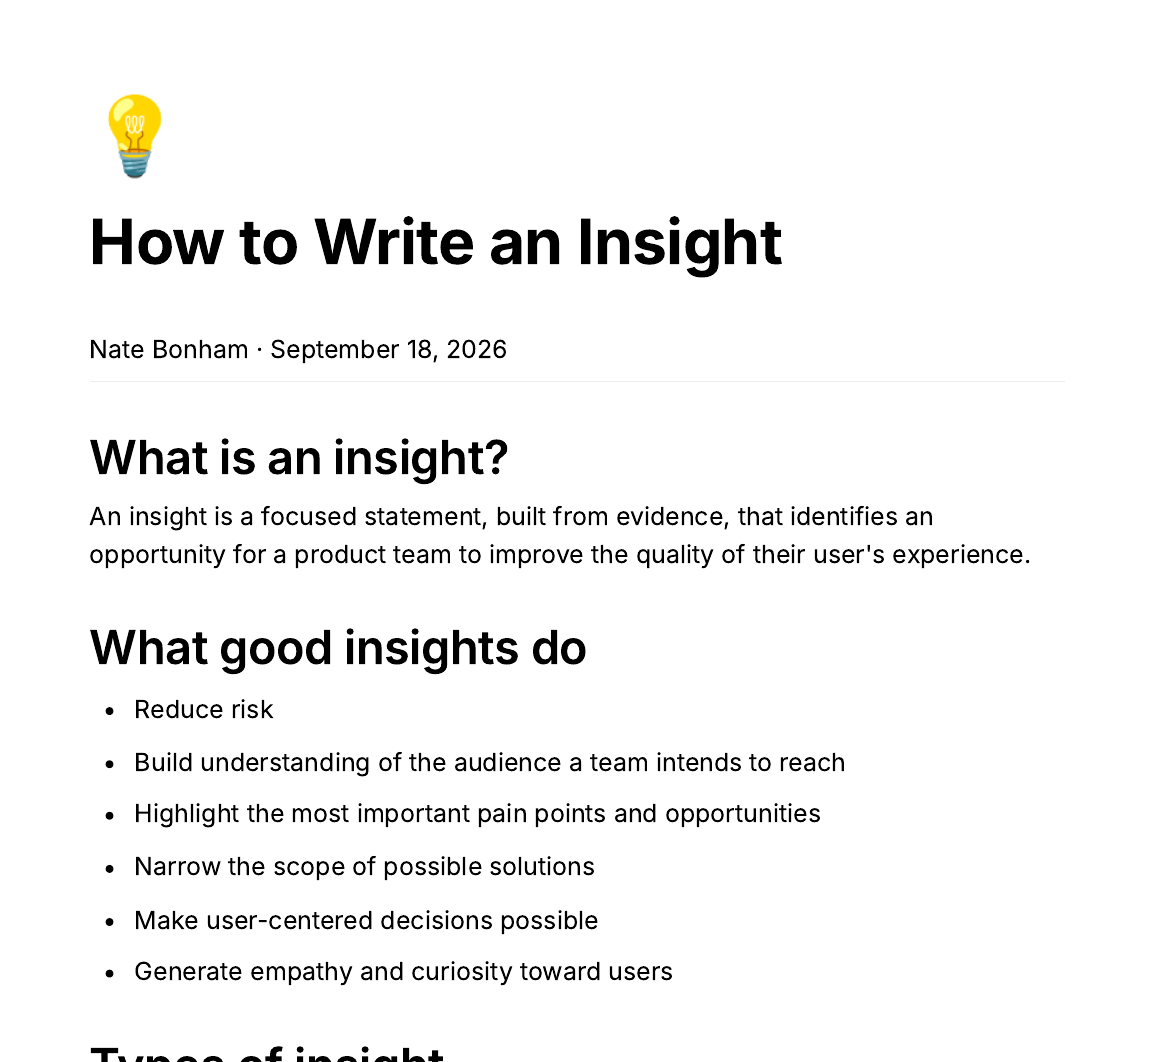 How to Write an Insight
Nate Bonham · September 18, 2026
What is an insight?
An insight is a focused statement, built from evidence, that identifies an
opportunity for a product team to improve the quality of their user's experience.
What good insights do
• Reduce risk
• Build understanding of the audience a team intends to reach
• Highlight the most important pain points and opportunities
• Narrow the scope of possible solutions
• Make user-centered decisions possible
• Generate empathy and curiosity toward users
Types of insight